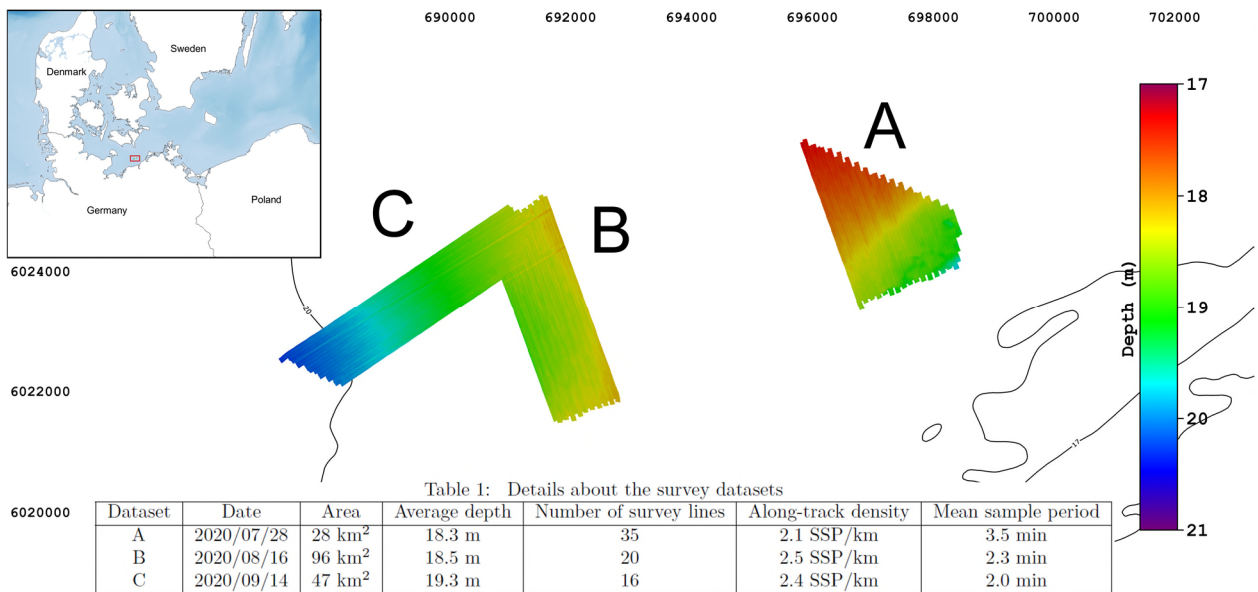 690000 692000 694000 696000 698000 700000 702000
Sweden
Denmark
Germany
Poland
A
C
B
17
18
19
20
21
Depth (m)
6024000
6022000
6020000
-20
17
Table 1: Details about the survey datasets
Dataset Date Area Average depth Number of survey lines Along-track density Mean sample period
A 2020/07/28 28 km² 18.3 m 35 2.1 SSP/km 3.5 min
B 2020/08/16 96 km² 18.5 m 20 2.5 SSP/km 2.3 min
C 2020/09/14 47 km² 19.3 m 16 2.4 SSP/km 2.0 min